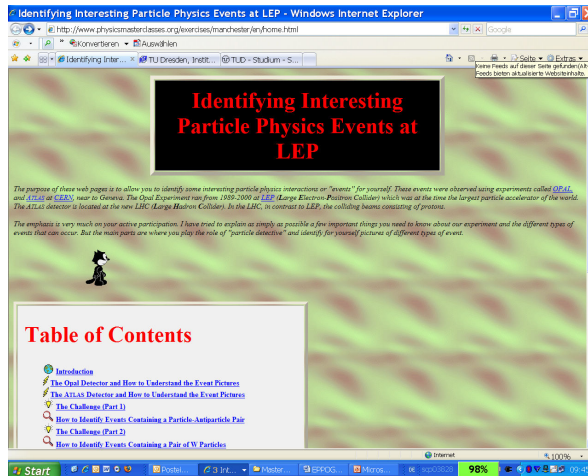 Identifying Interesting Particle Physics Events at LEP - Windows Internet Explorer
http://www.physicsmasterclasses.org/exercises/manchester/en/home.html
Google
Konvertieren Auswählen
Identifying Inter... TU Dresden, Instit... TUD - Studium - S...
Seite Extras
Keine Feeds auf dieser Seite gefunden (Alt
Feeds bieten aktualisierte Websiteinhalte.
Identifying Interesting
Particle Physics Events at
LEP
The purpose of these web pages is to allow you to identify some interesting particle physics interactions or "events" for yourself. These events were observed using experiments called OPAL
and ATLAS at CERN, near to Geneva. The Opal Experiment ran from 1989-2000 at LEP (Large Electron-Positron Collider) which was at the time the largest particle accelerator of the world.
The ATLAS detector is located at the new LHC (Large Hadron Collider). In the LHC, in contrast to LEP, the colliding beams consisting of protons.
The emphasis is very much on your active participation. I have tried to explain as simply as possible a few important things you need to know about our experiment and the different types of
events that can occur. But the main parts are where you play the role of "particle detective" and identify for yourself pictures of different types of event.
Table of Contents
Introduction
The Opal Detector and How to Understand the Event Pictures
The ATLAS Detector and How to Understand the Event Pictures
The Challenge (Part 1)
How to Identify Events Containing a Particle-Antiparticle Pair
The Challenge (Part 2)
How to Identify Events Containing a Pair of W Particles
Internet 100%
Start Postei... 3 Int... Master... EPPOG... Micros... DE 98%